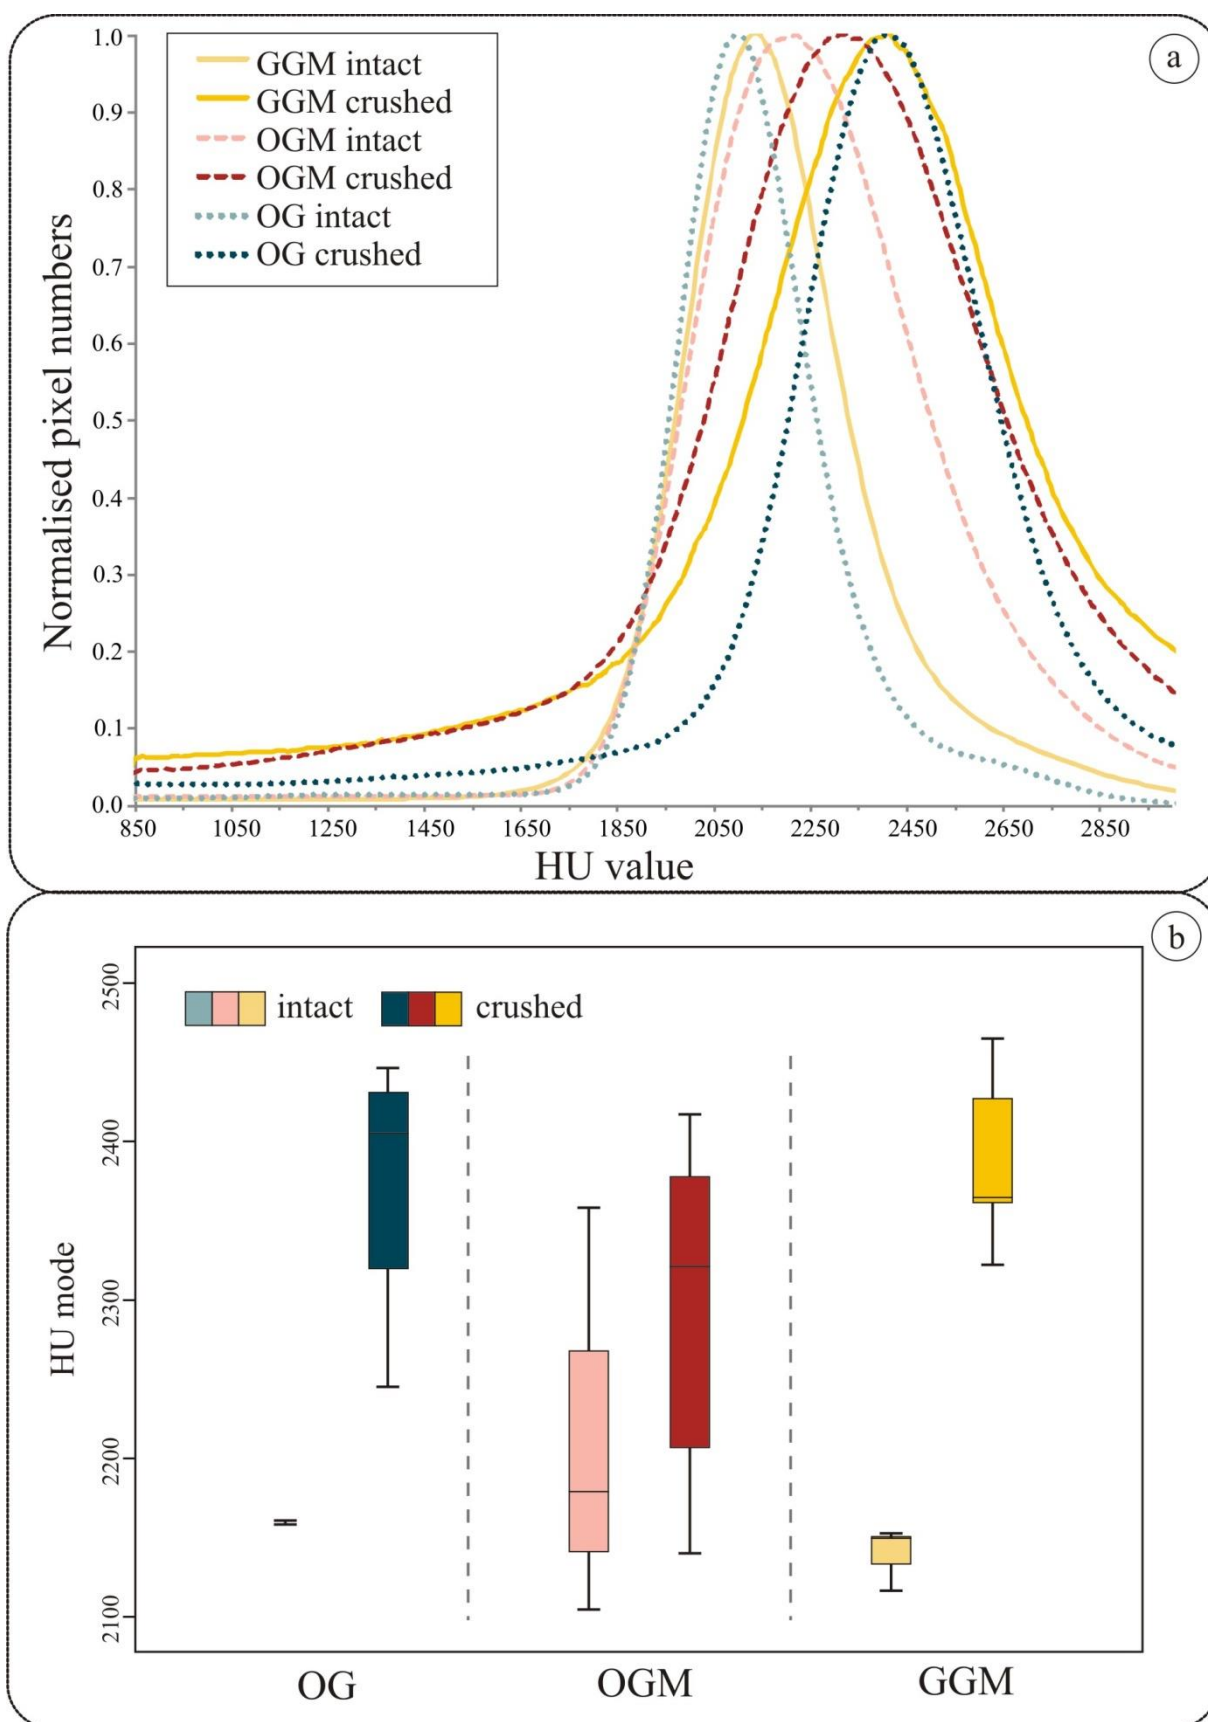 a
GGM intact
GGM crushed
OGM intact
OGM crushed
OG intact
OG crushed
Normalised pixel numbers
1.0
0.9
0.8
0.7
0.6
0.5
0.4
0.3
0.2
0.1
0.0
850 1050 1250 1450 1650 1850 2050 2250 2450 2650 2850
HU value
b
intact crushed
HU mode
2500
2400
2300
2200
2100
OG OGM GGM